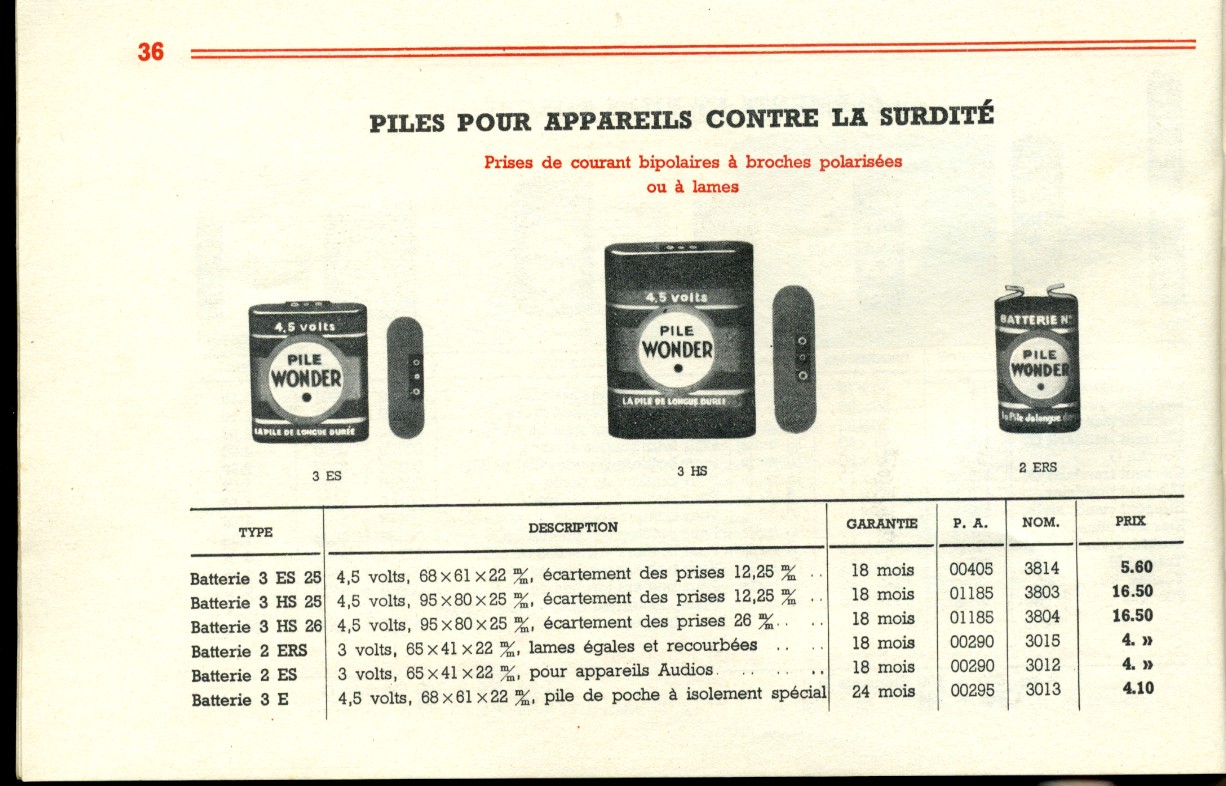 36
PILES POUR APPAREILS CONTRE LA SURDITÉ
Prises de courant bipolaires à broches polarisées
ou à lames
4,5 volts
PILE
WONDER
LA PILE DE LONGUE DURÉE
3 ES
4,5 volts
PILE
WONDER
LA PILE DE LONGUE DURÉE
3 HS
BATTERIE N°
PILE
WONDER
la Pile de longue
2 ERS
TYPE DESCRIPTION GARANTIE P. A. NOM. PRIX
Batterie 3 ES 25 4,5 volts, 68×61×22 m/m, écartement des prises 12,25 m/m .. 18 mois 00405 3814 5.60
Batterie 3 HS 25 4,5 volts, 95×80×25 m/m, écartement des prises 12,25 m/m .. 18 mois 01185 3803 16.50
Batterie 3 HS 26 4,5 volts, 95×80×25 m/m, écartement des prises 26 m/m.. .. 18 mois 01185 3804 16.50
Batterie 2 ERS 3 volts, 65×41×22 m/m, lames égales et recourbées .. .. 18 mois 00290 3015 4. »
Batterie 2 ES 3 volts, 65×41×22 m/m, pour appareils Audios. .. .. .. 18 mois 00290 3012 4. »
Batterie 3 E 4,5 volts, 68×61×22 m/m, pile de poche à isolement spécial 24 mois 00295 3013 4.10